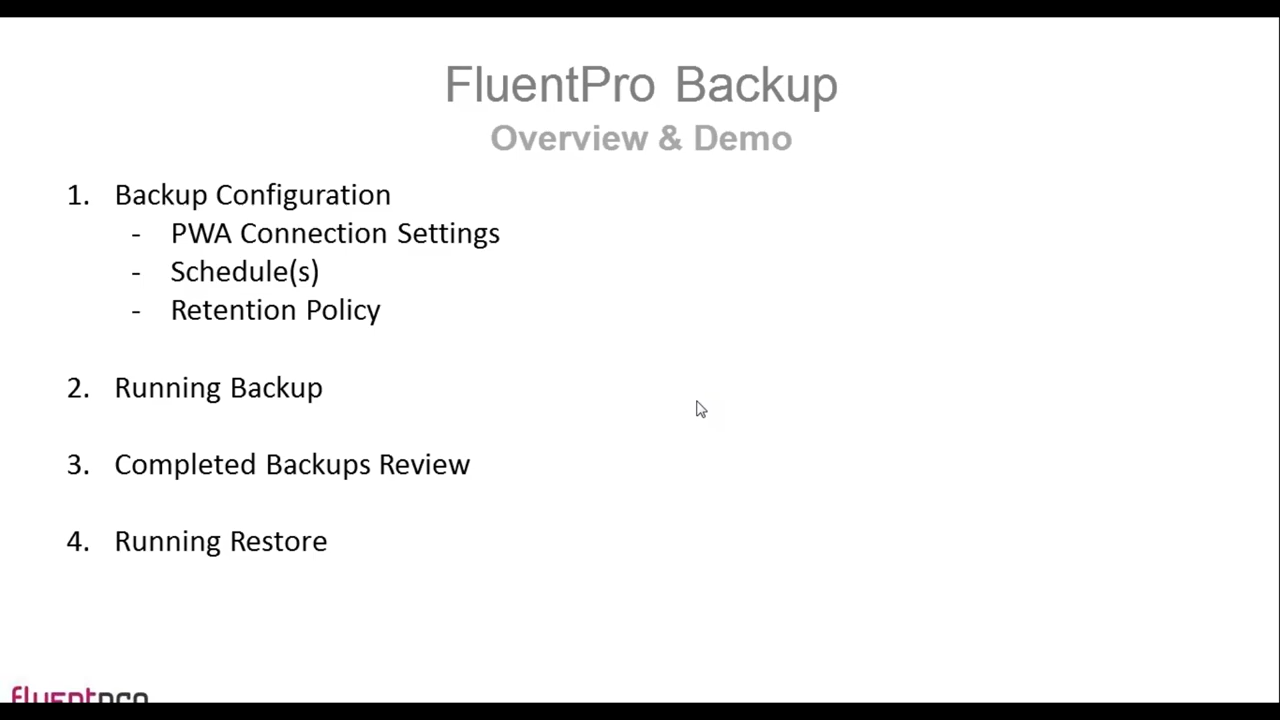 FluentPro Backup
Overview & Demo
1. Backup Configuration
- PWA Connection Settings
- Schedule(s)
- Retention Policy
2. Running Backup
3. Completed Backups Review
4. Running Restore
fluentpro